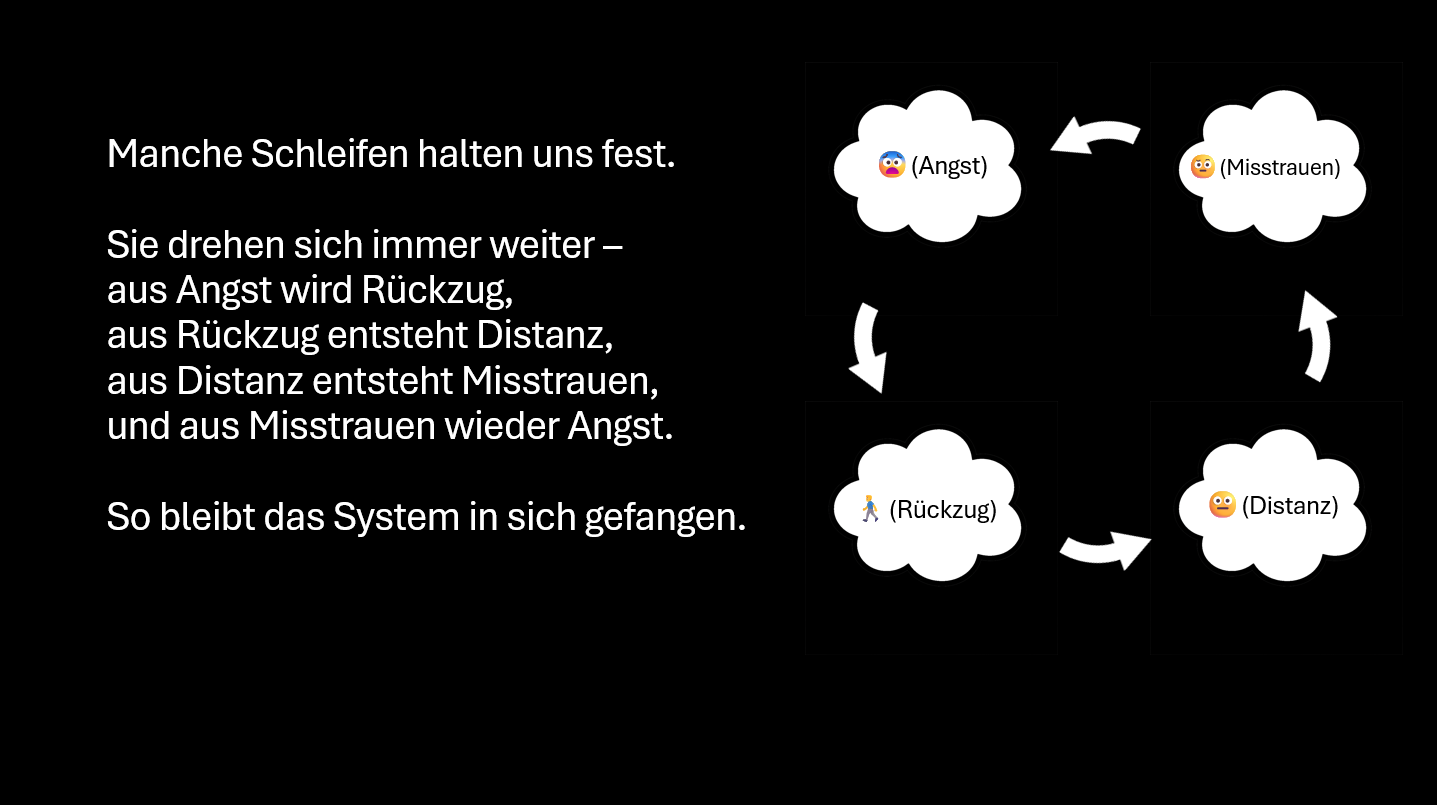 Manche Schleifen halten uns fest.
Sie drehen sich immer weiter –
aus Angst wird Rückzug,
aus Rückzug entsteht Distanz,
aus Distanz entsteht Misstrauen,
und aus Misstrauen wieder Angst.
So bleibt das System in sich gefangen.
😨 (Angst)
🤨 (Misstrauen)
🚶‍♂️ (Rückzug)
😐 (Distanz)